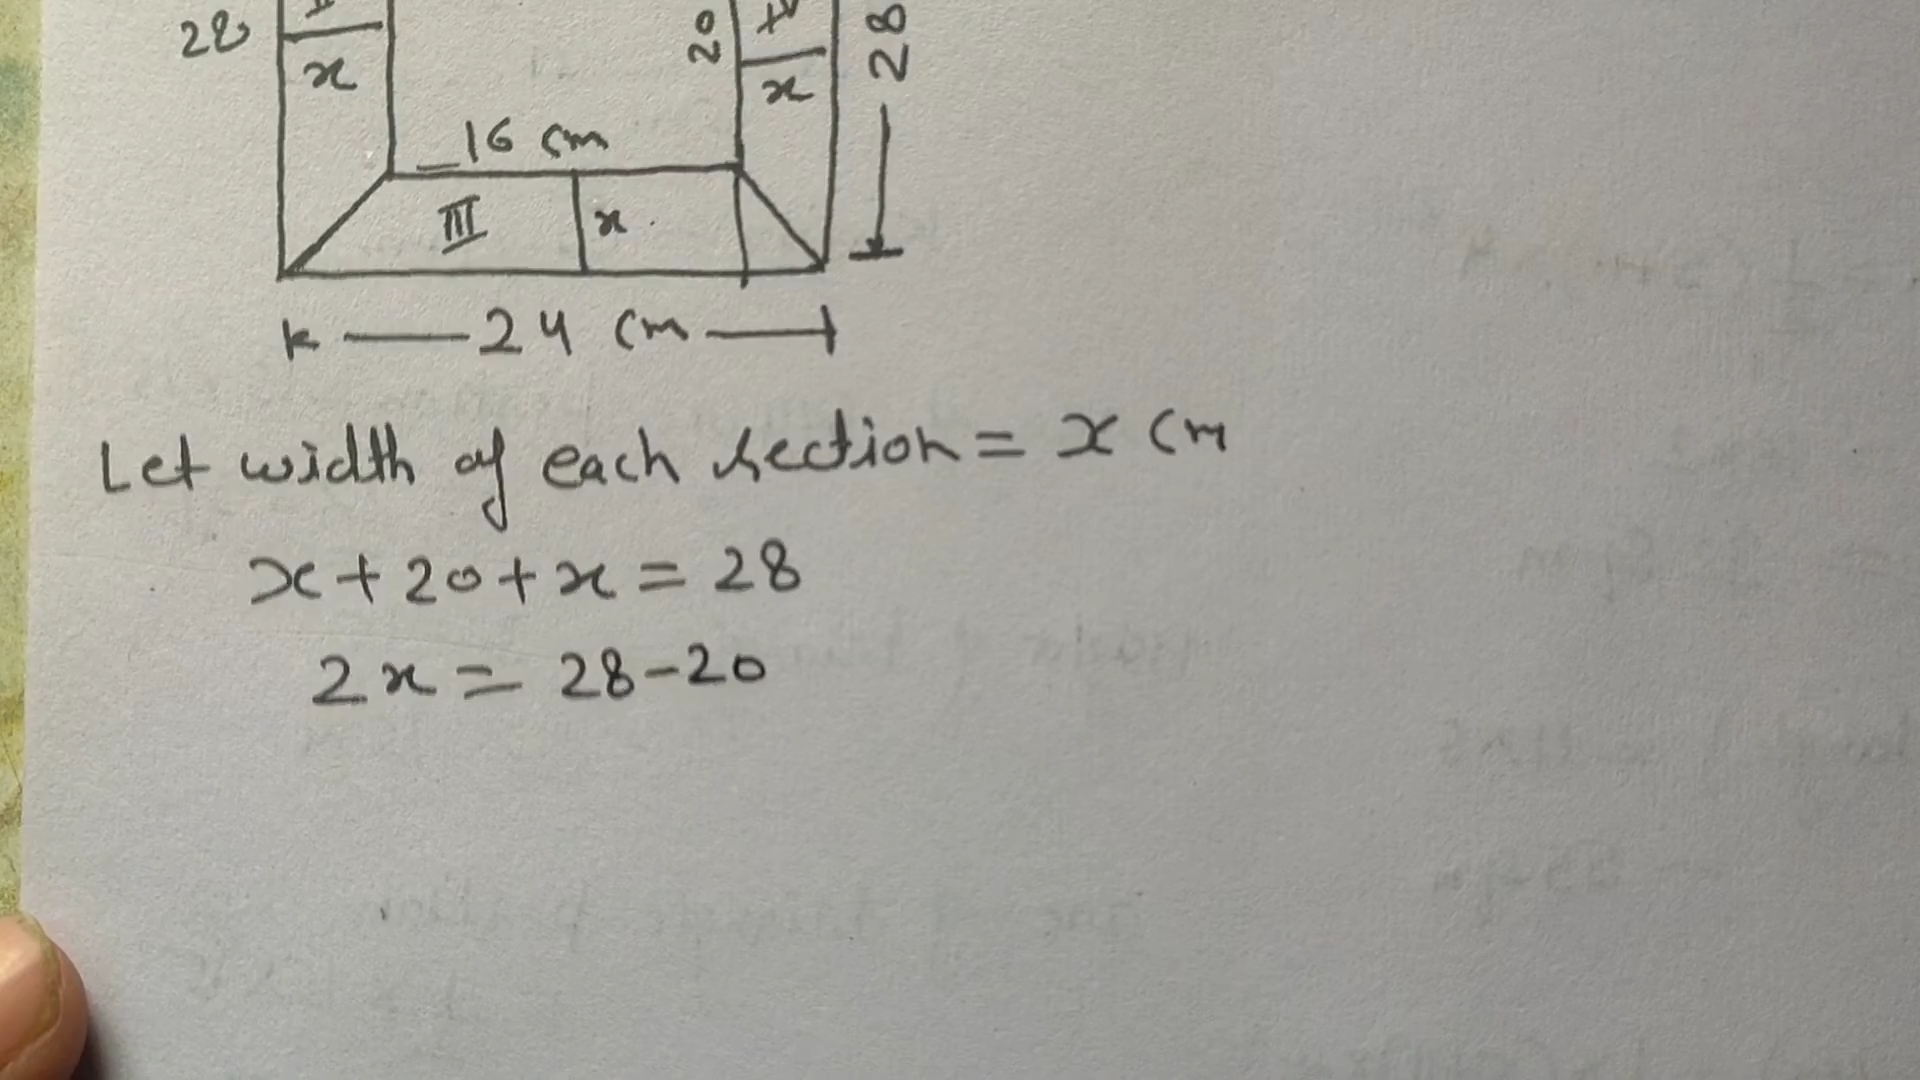 28 20 28
x x
16 cm
III x
24 cm
Let width of each section = x cm
x + 20 + x = 28
2x = 28 - 20